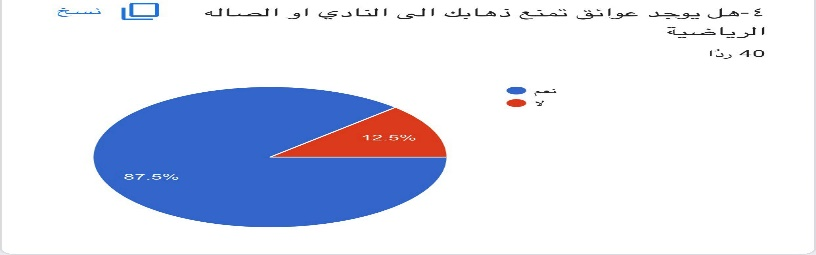 ٤-هل يوجد عوائق تمنع ذهابك الى النادي او الصاله
الرياضية
نسخ
40 ردًا
نعم
لا
12.5%
87.5%